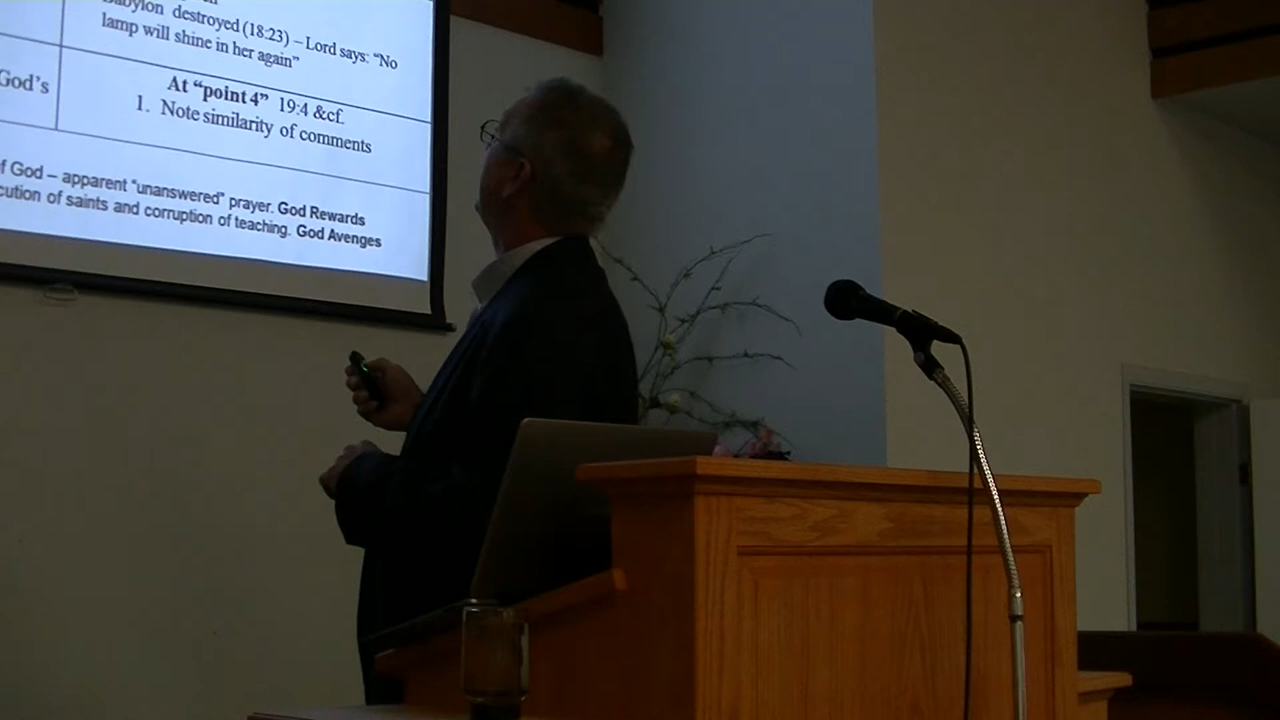 Babylon destroyed (18:23) – Lord says: “No
lamp will shine in her again”
God’s
At “point 4” 19:4 &cf.
1. Note similarity of comments
f God – apparent “unanswered” prayer. God Rewards
cution of saints and corruption of teaching. God Avenges